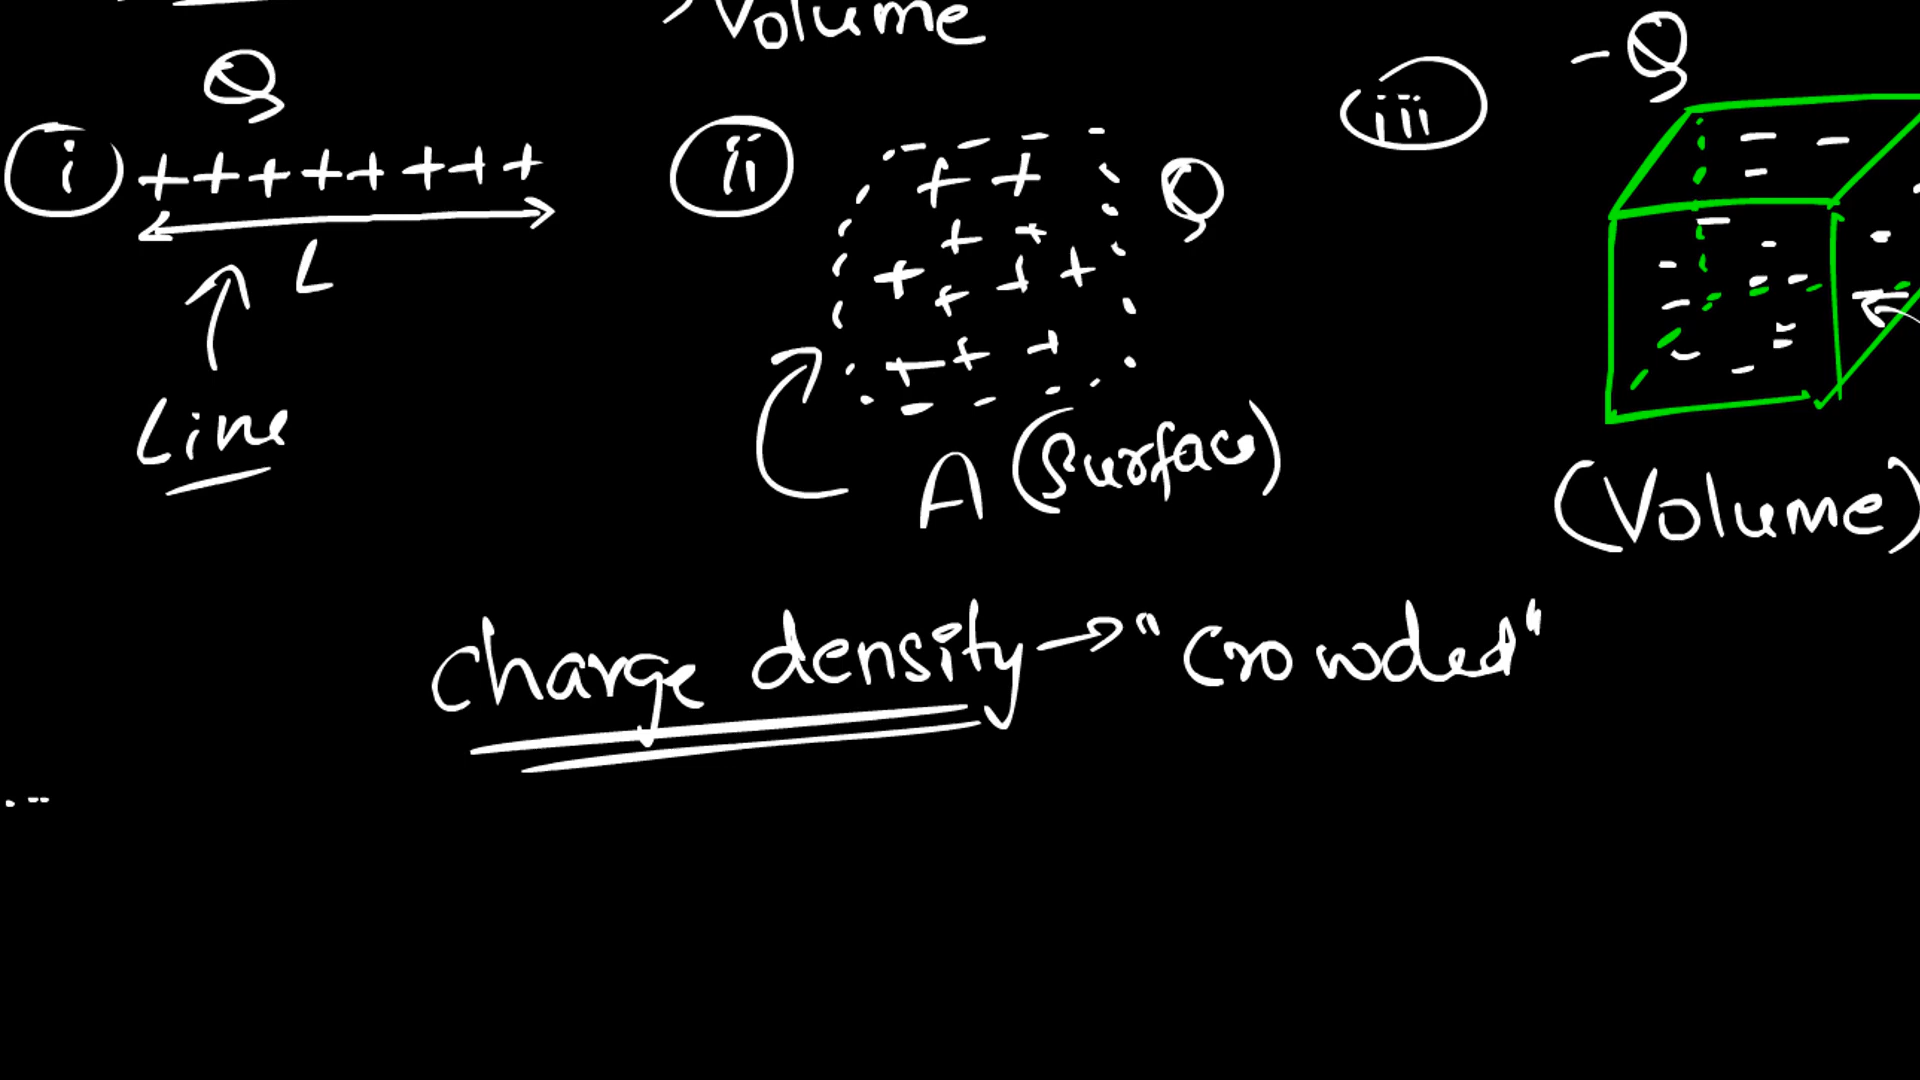 Volume
Q
-Q
i
+ + + + + + + +
ii
Q
iii
L
Line
A (Surface)
(Volume)
charge density → "crowded"